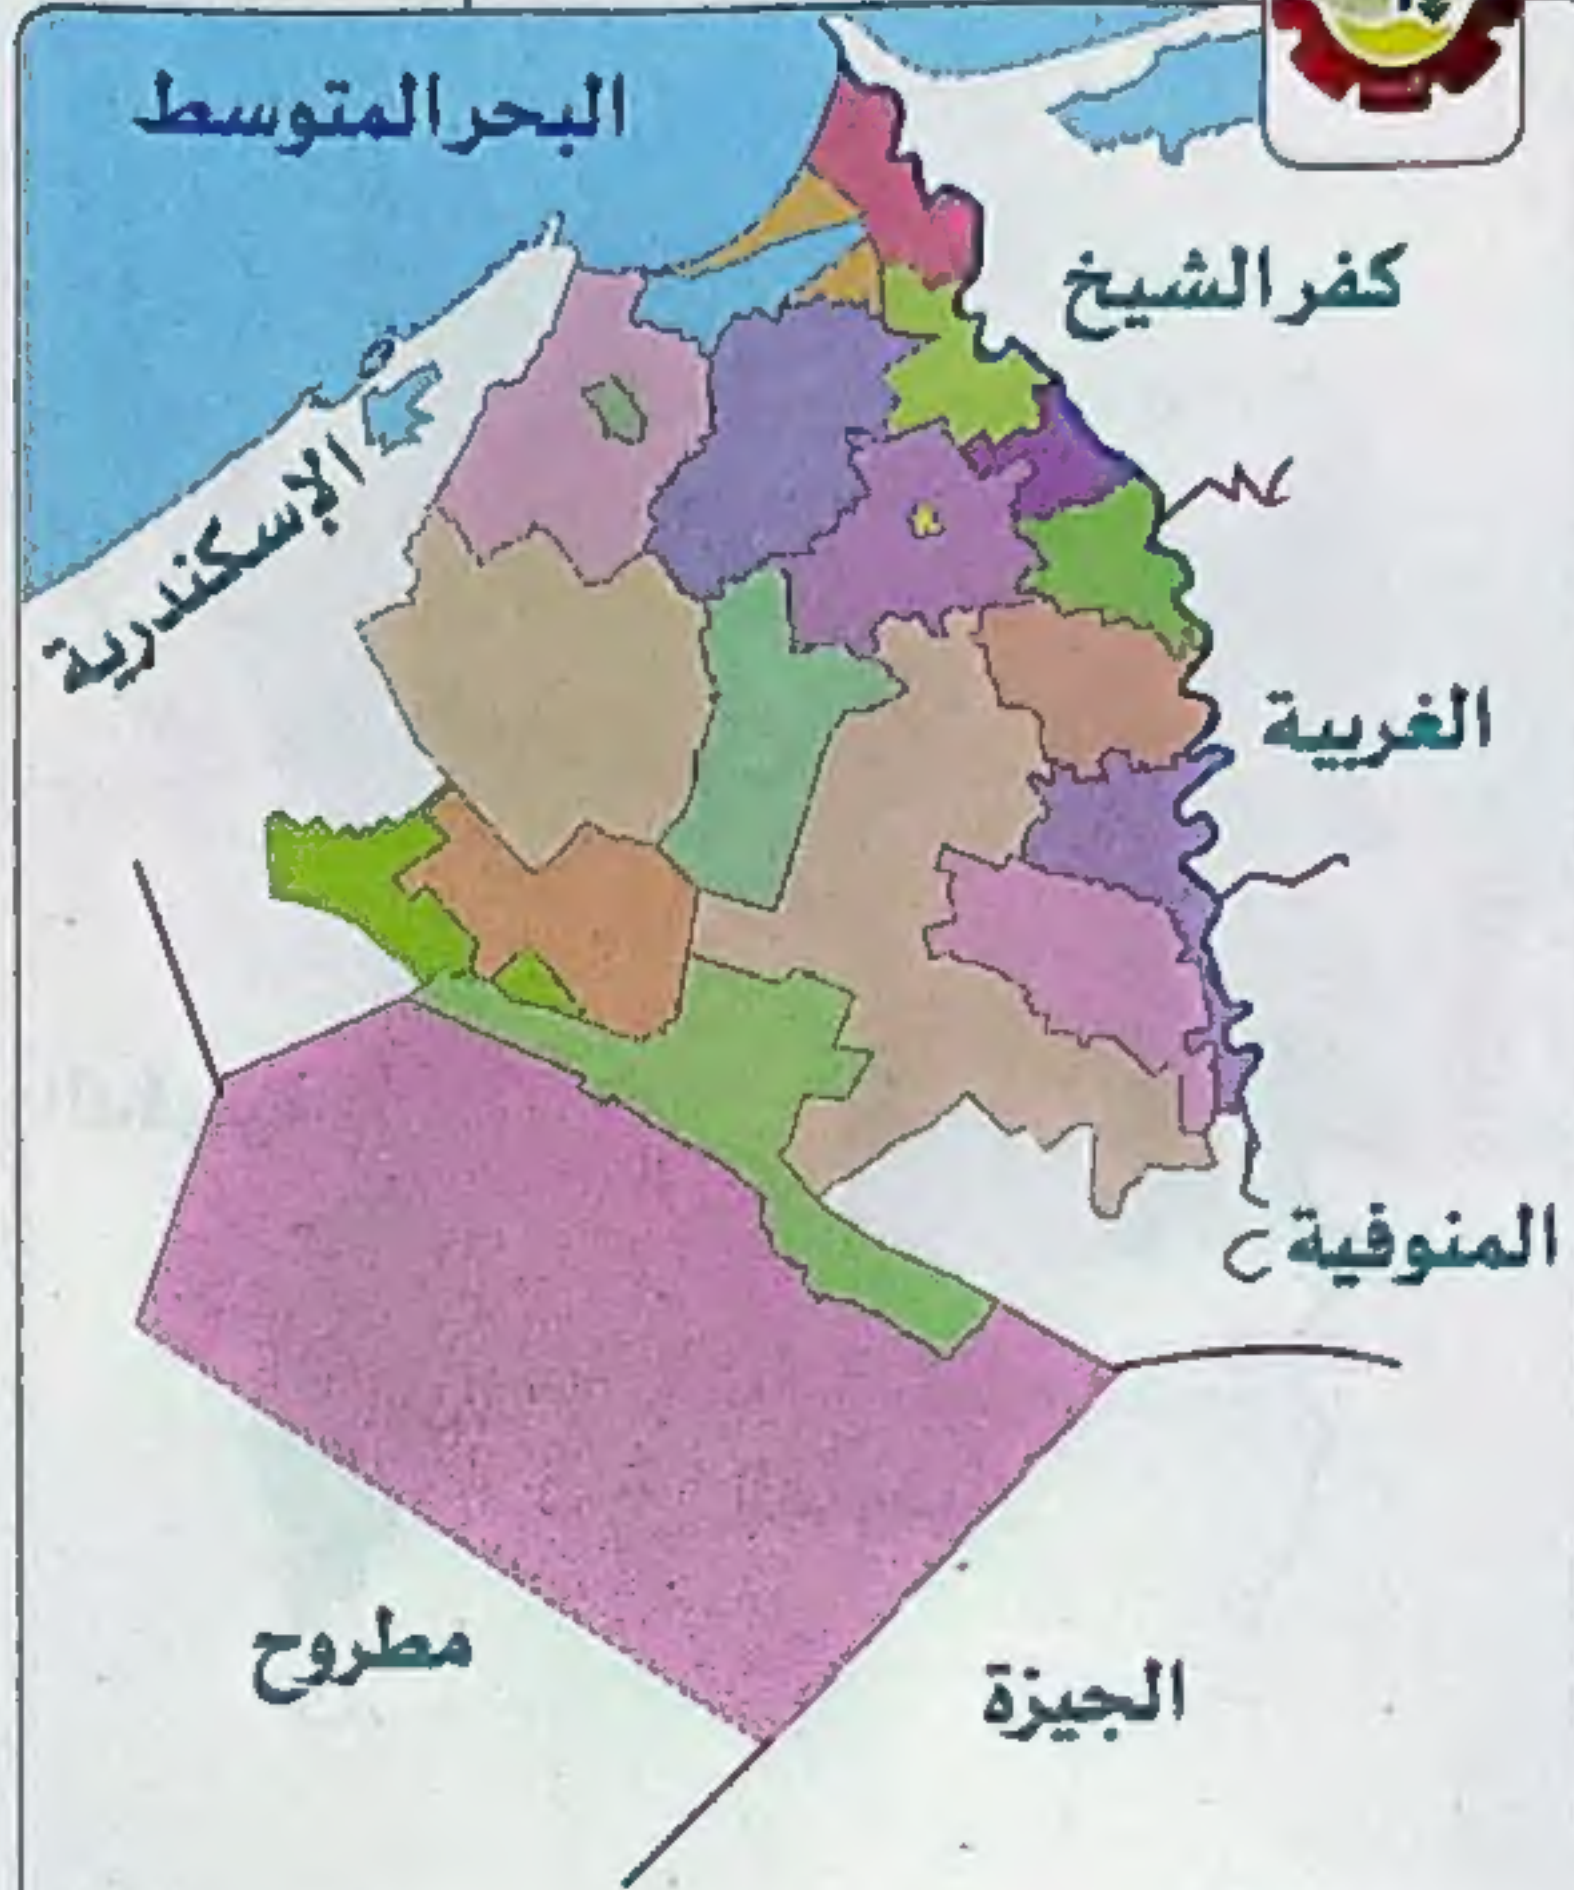 البحر المتوسط
كفر الشيخ
الإسكندرية
الغربية
المنوفية
مطروح
الجيزة